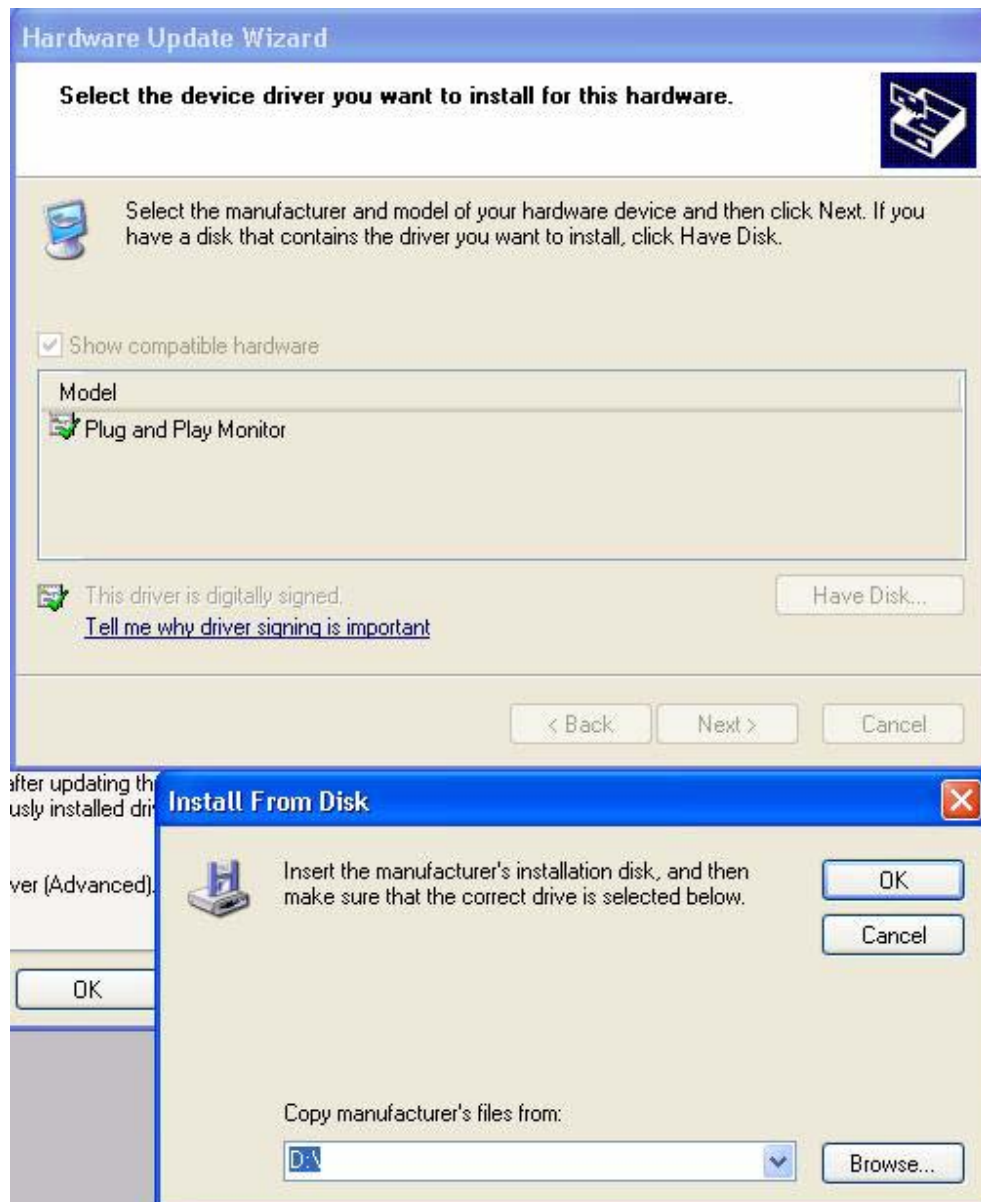 Hardware Update Wizard
Select the device driver you want to install for this hardware.
Select the manufacturer and model of your hardware device and then click Next. If you
have a disk that contains the driver you want to install, click Have Disk.
Show compatible hardware
Model
Plug and Play Monitor
This driver is digitally signed.
Have Disk...
Tell me why driver signing is important
< Back
Next >
Cancel
after updating th
usly installed dri
ver (Advanced).
OK
Install From Disk
Insert the manufacturer's installation disk, and then
make sure that the correct drive is selected below.
OK
Cancel
Copy manufacturer's files from:
D:\
Browse...